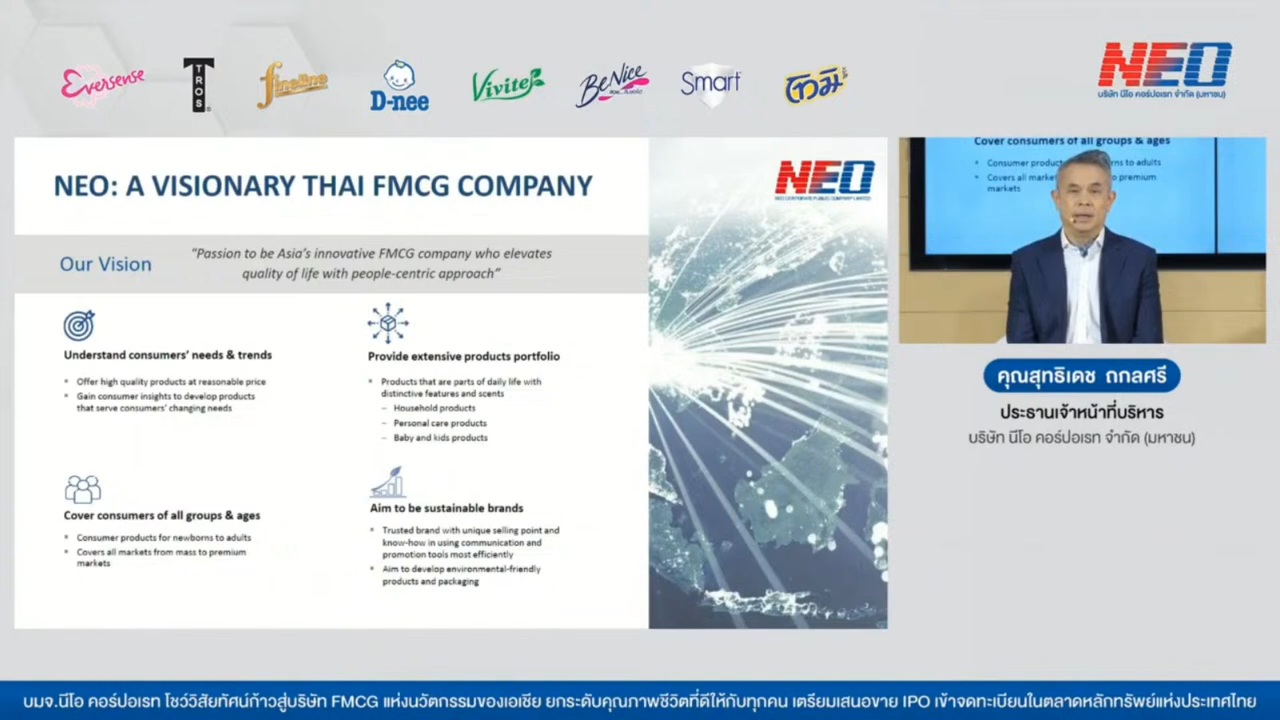 Eversense
TROS
fineline
D-nee
Vivite
BeNice
Smart
โทมิ
NEO
บริษัท นีโอ คอร์ปอเรท จำกัด (มหาชน)
NEO: A VISIONARY THAI FMCG COMPANY
NEO
NEO CORPORATE PUBLIC COMPANY LIMITED
Our Vision
“Passion to be Asia’s innovative FMCG company who elevates
quality of life with people-centric approach”
Understand consumers’ needs & trends
Offer high quality products at reasonable price
Gain consumer insights to develop products
that serve consumers’ changing needs
Provide extensive products portfolio
Products that are parts of daily life with
distinctive features and scents
– Household products
– Personal care products
– Baby and kids products
Cover consumers of all groups & ages
Consumer products for newborns to adults
Covers all markets from mass to premium
markets
Aim to be sustainable brands
Trusted brand with unique selling point and
know-how in using communication and
promotion tools most efficiently
Aim to develop environmental-friendly
products and packaging
Cover consumers of all groups & ages
Consumer produc rns to adults
Covers all marke o premium
markets
คุณสุทธิเดช ถกลศรี
ประธานเจ้าหน้าที่บริหาร
บริษัท นีโอ คอร์ปอเรท จำกัด (มหาชน)
บมจ.นีโอ คอร์ปอเรท โชว์วิสัยทัศน์ก้าวสู่บริษัท FMCG แห่งนวัตกรรมของเอเชีย ยกระดับคุณภาพชีวิตที่ดีให้กับทุกคน เตรียมเสนอขาย IPO เข้าจดทะเบียนในตลาดหลักทรัพย์แห่งประเทศไทย